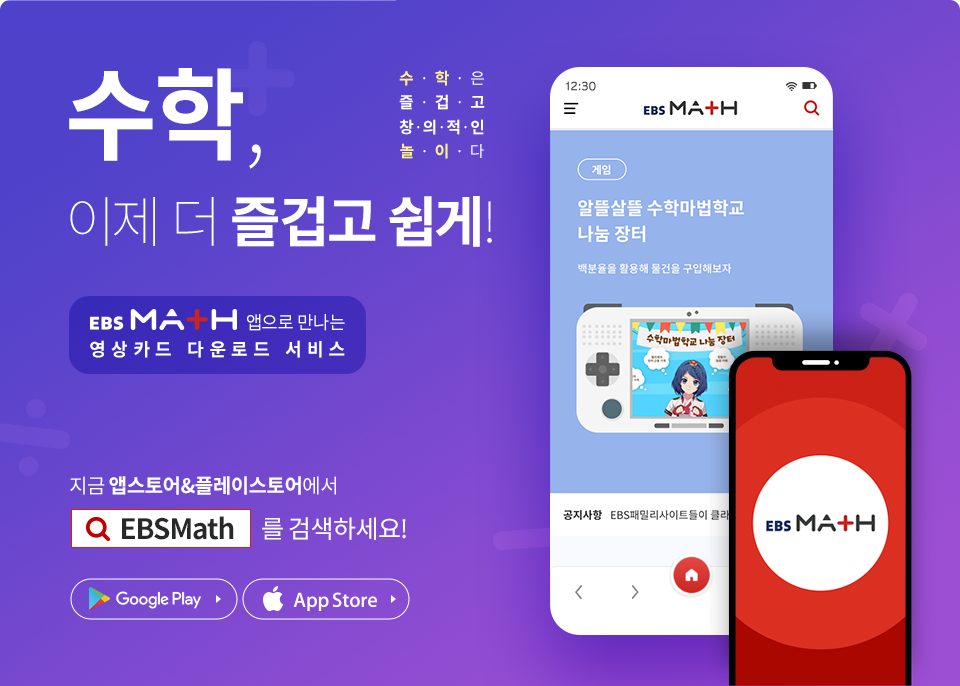 수학,
수·학·은
즐·겁·고
창·의·적·인
놀·이·다
이제 더 즐겁고 쉽게!
EBS MATH 앱으로 만나는
영상카드 다운로드 서비스
지금 앱스토어&플레이스토어에서
EBSMath 를 검색하세요!
Google Play
App Store
12:30
EBS MATH
게임
알뜰살뜰 수학마법학교
나눔 장터
백분율을 활용해 물건을 구입해보자
수학마법학교 나눔 장터
공지사항 EBS패밀리사이트들이 클라
EBS MATH